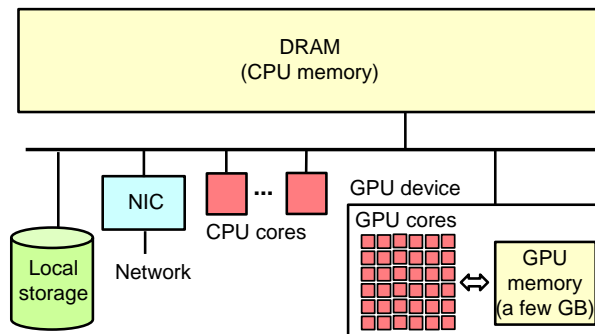 DRAM
(CPU memory)
NIC
...
CPU cores
Network
Local
storage
GPU device
GPU cores
GPU
memory
(a few GB)